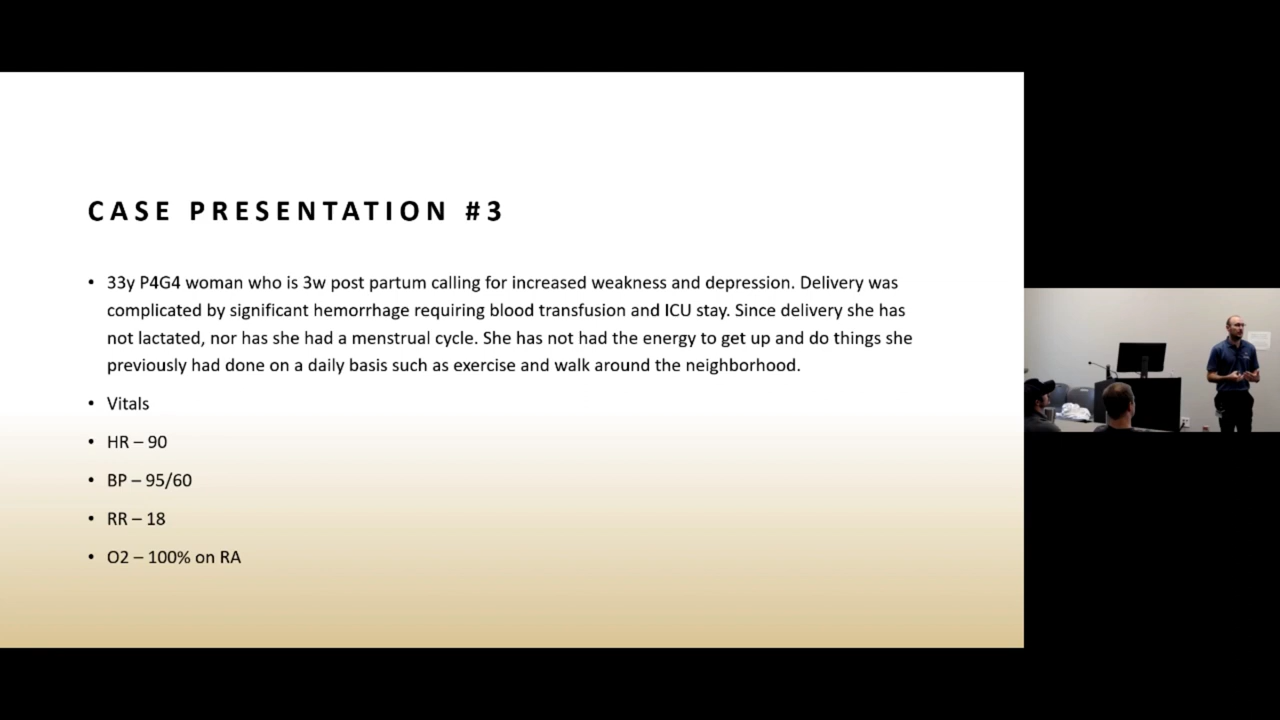 CASE PRESENTATION #3
• 33y P4G4 woman who is 3w post partum calling for increased weakness and depression. Delivery was
complicated by significant hemorrhage requiring blood transfusion and ICU stay. Since delivery she has
not lactated, nor has she had a menstrual cycle. She has not had the energy to get up and do things she
previously had done on a daily basis such as exercise and walk around the neighborhood.
• Vitals
• HR – 90
• BP – 95/60
• RR – 18
• O2 – 100% on RA